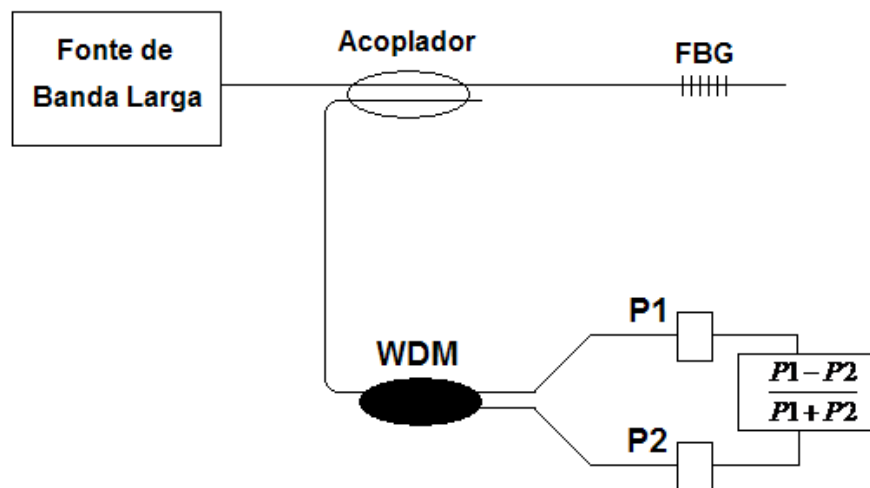 Fonte de
Banda Larga
Acoplador
FBG
WDM
P1
P2
P1-P2
P1+P2